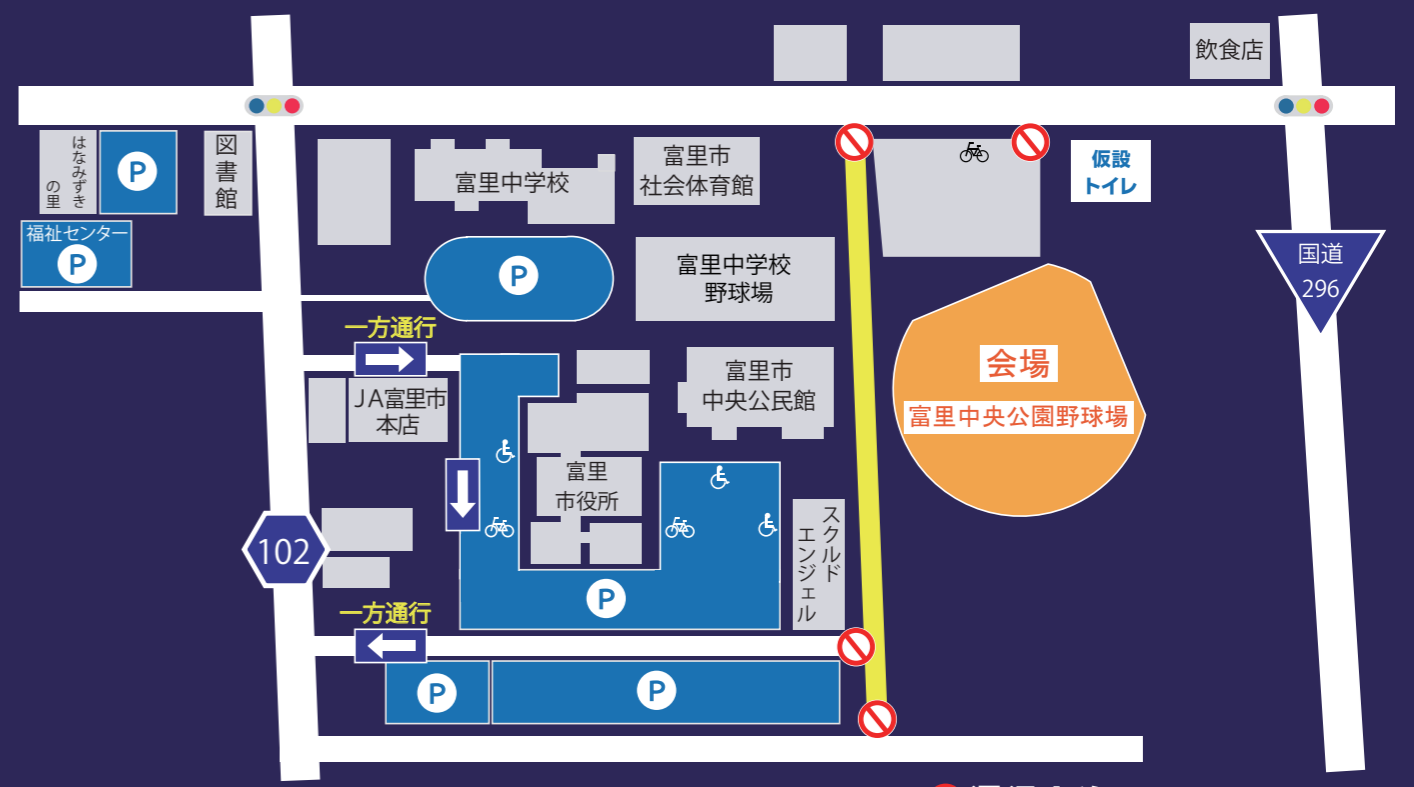 飲食店
はなみずき
の里
P
図書館
富里中学校
富里市
社会体育館
仮設
トイレ
福祉センター
P
P
富里中学校
野球場
国道
296
一方通行
JA富里市
本店
富里市
中央公民館
会場
富里中央公園野球場
富里
市役所
スクルド
エンジェル
102
P
一方通行
P
P